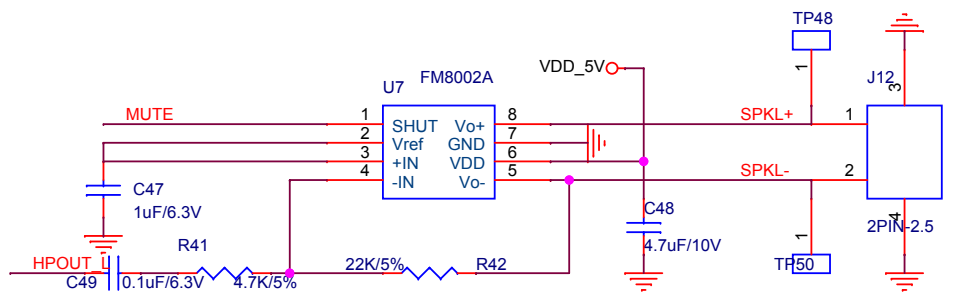 TP48
VDD_5V
FM8002A
U7
1
J12
3
MUTE
1
SHUT
Vo+
8
SPKL+
1
2
Vref
GND
7
3
+IN
VDD
6
4
-IN
Vo-
5
SPKL-
2
C47
1uF/6.3V
C48
4.7uF/10V
1
4
2PIN-2.5
R41
HPOUT_L
22K/5%
R42
TP50
C49
0.1uF/6.3V
4.7K/5%